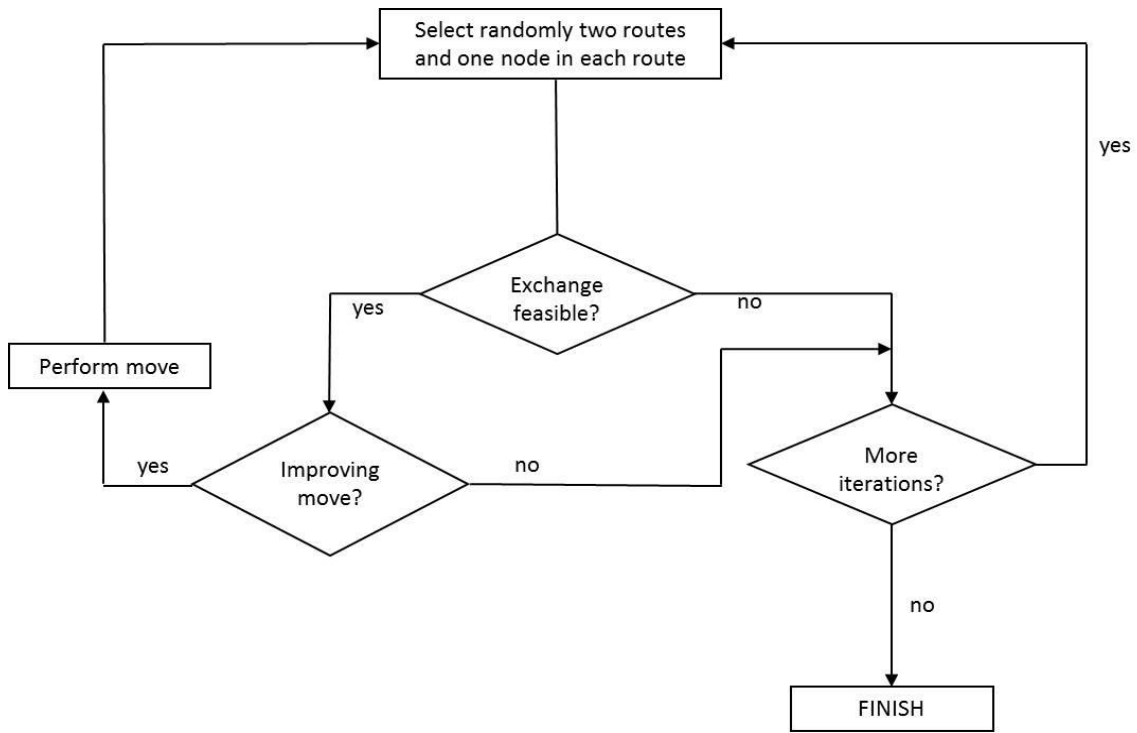 Select randomly two routes
and one node in each route
yes
Exchange
feasible?
yes
no
Perform move
yes
Improving
move?
no
More
iterations?
no
FINISH